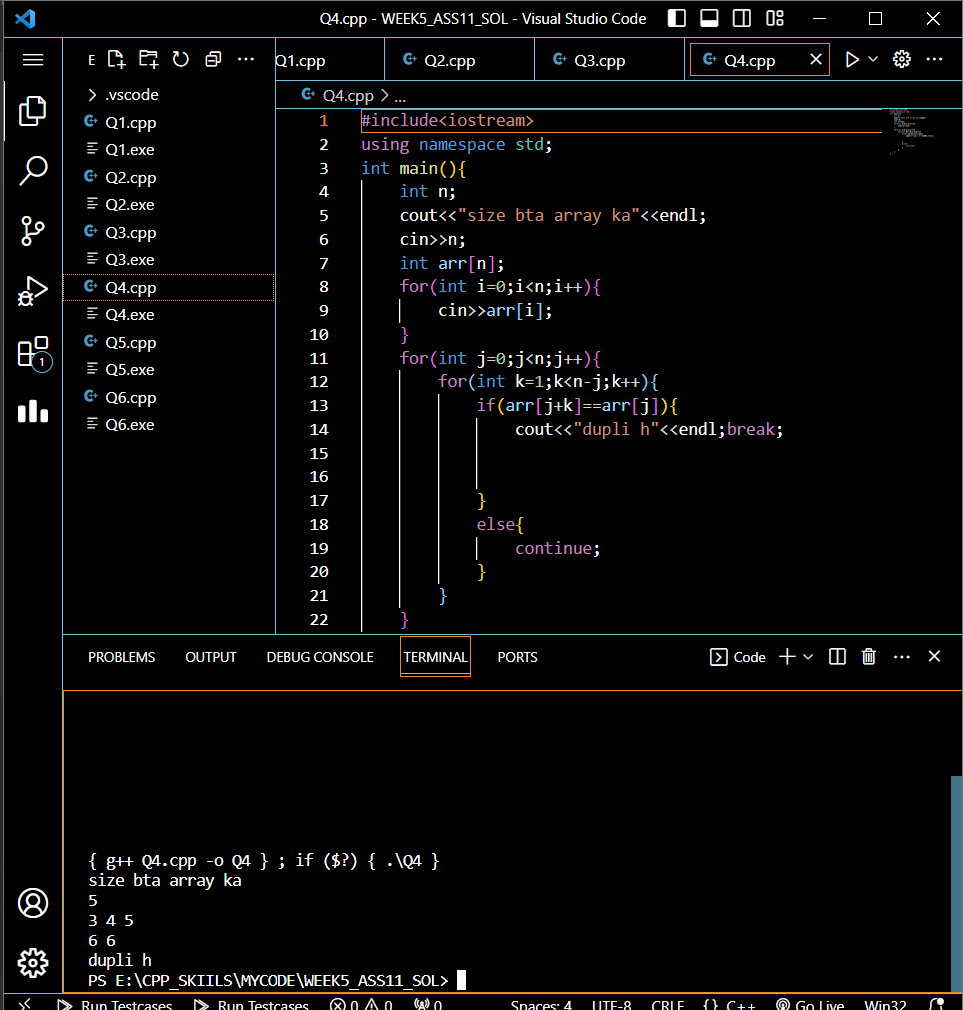 Q4.cpp - WEEK5_ASS11_SOL - Visual Studio Code
E
Q1.cpp
Q2.cpp
Q3.cpp
Q4.cpp
.vscode
Q1.cpp
Q1.exe
Q2.cpp
Q2.exe
Q3.cpp
Q3.exe
Q4.cpp
Q4.exe
Q5.cpp
Q5.exe
Q6.cpp
Q6.exe
1
Q4.cpp > ...
1 #include<iostream>
2 using namespace std;
3 int main(){
4 int n;
5 cout<<"size bta array ka"<<endl;
6 cin>>n;
7 int arr[n];
8 for(int i=0;i<n;i++){
9 cin>>arr[i];
10 }
11 for(int j=0;j<n;j++){
12 for(int k=1;k<n-j;k++){
13 if(arr[j+k]==arr[j]){
14 cout<<"dupli h"<<endl;break;
15
16
17 }
18 else{
19 continue;
20 }
21 }
22 }
PROBLEMS OUTPUT DEBUG CONSOLE TERMINAL PORTS Code
{ g++ Q4.cpp -o Q4 } ; if ($?) { .\Q4 }
size bta array ka
5
3 4 5
6 6
dupli h
PS E:\CPP_SKIILS\MYCODE\WEEK5_ASS11_SOL>
Run Testcases Run Testcases 0 0 0 Spaces: 4 UTF-8 CRLF {} C++ Go Live Win32